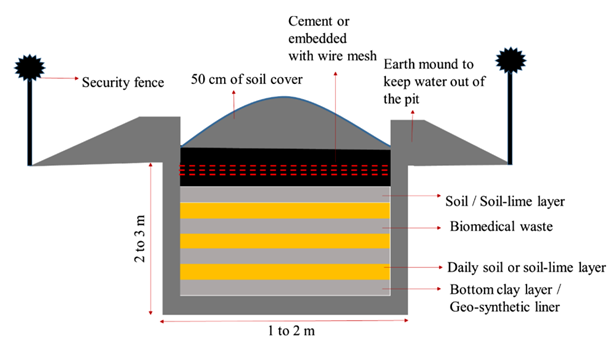 Cement or
embedded
with wire mesh
Security fence
50 cm of soil cover
Earth mound to
keep water out of
the pit
2 to 3 m
Soil / Soil-lime layer
Biomedical waste
Daily soil or soil-lime layer
Bottom clay layer /
Geo-synthetic liner
1 to 2 m